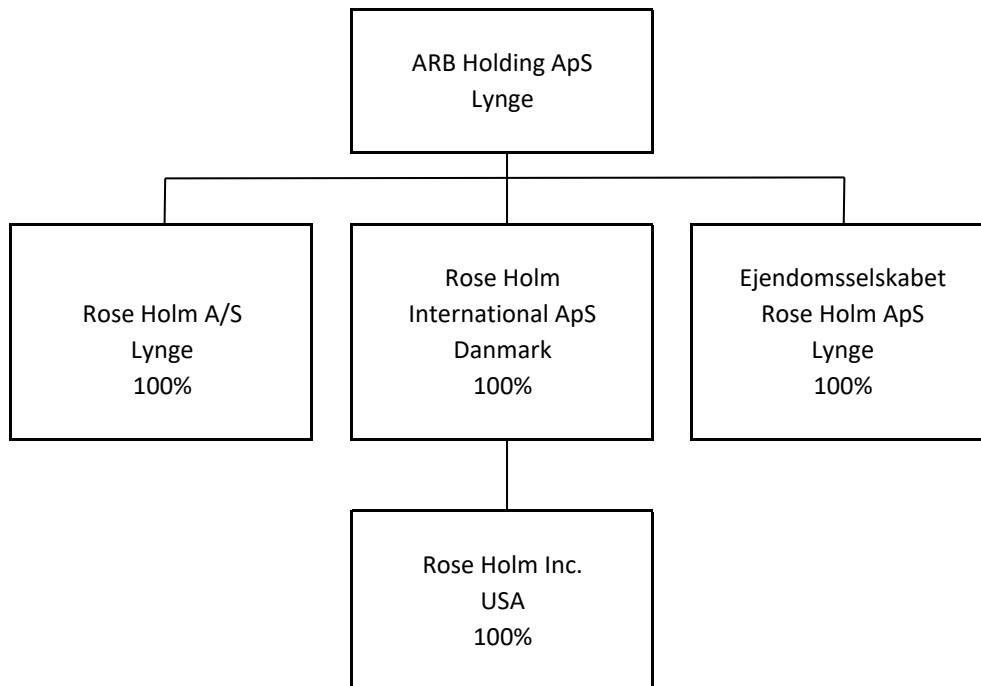 ARB Holding ApS
Lynge
Rose Holm A/S
Lynge
100%
Rose Holm
International ApS
Danmark
100%
Ejendomsselskabet
Rose Holm ApS
Lynge
100%
Rose Holm Inc.
USA
100%